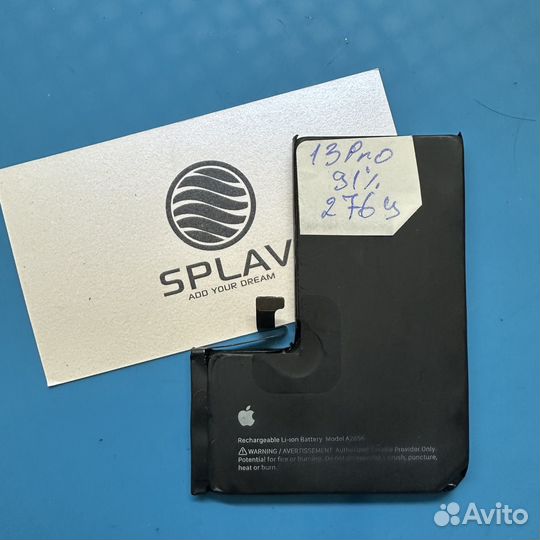 SPLAV
ADD YOUR DREAM
13Pro
91%
276ц
Rechargeable Li-ion Battery Model A2656
WARNING / AVERTISSEMENT Authorized Service Provider Only.
Potential for fire or burning. Do not disassemble, crush, puncture,
heat or burn.
Avito